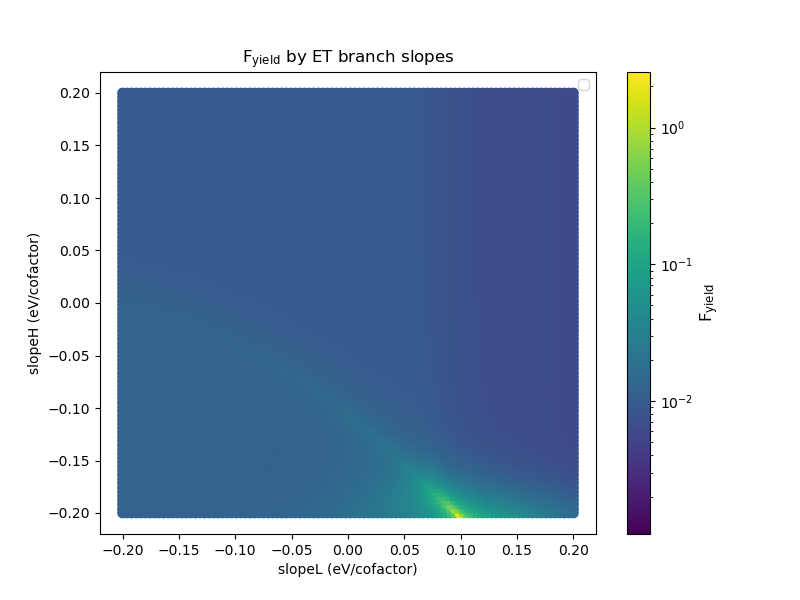 F_yield by ET branch slopes
0.20
0.15
0.10
0.05
0.00
−0.05
−0.10
−0.15
−0.20
slopeH (eV/cofactor)
−0.20 −0.15 −0.10 −0.05 0.00 0.05 0.10 0.15 0.20
slopeL (eV/cofactor)
10⁰
10⁻¹
10⁻²
F_yield